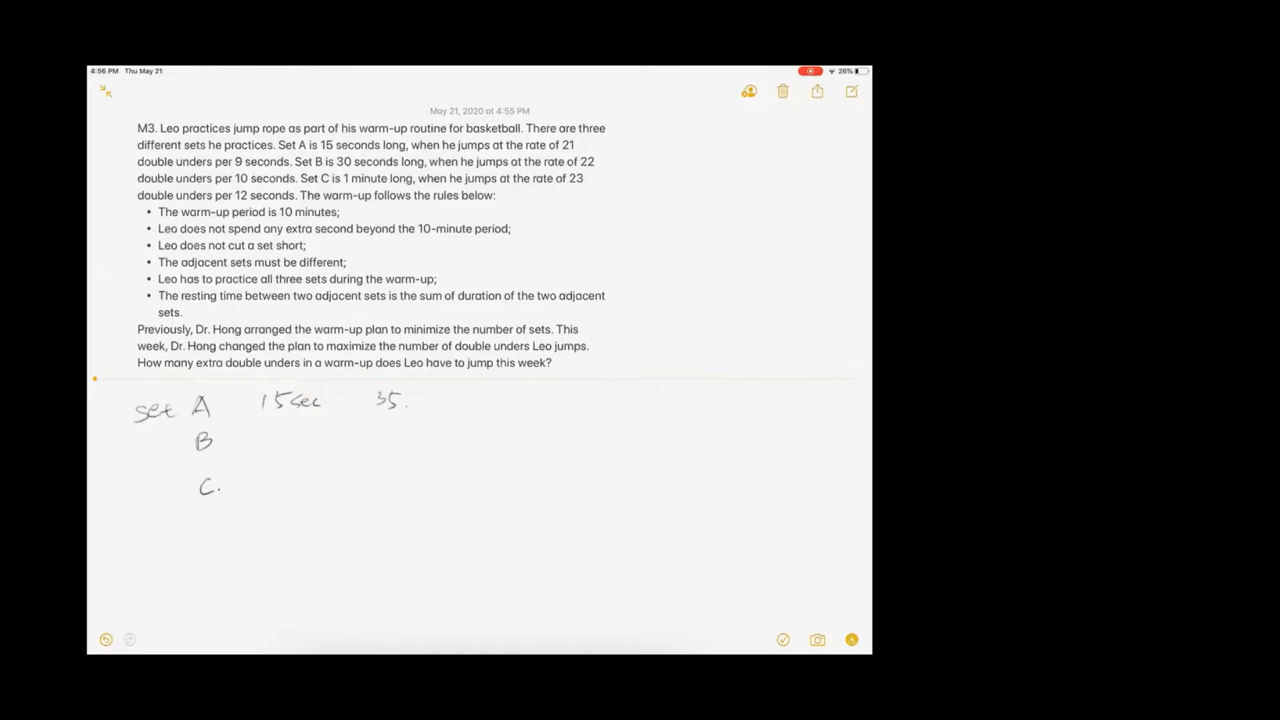 4:56 PM Thu May 21
26%
May 21, 2020 at 4:55 PM
M3. Leo practices jump rope as part of his warm-up routine for basketball. There are three
different sets he practices. Set A is 15 seconds long, when he jumps at the rate of 21
double unders per 9 seconds. Set B is 30 seconds long, when he jumps at the rate of 22
double unders per 10 seconds. Set C is 1 minute long, when he jumps at the rate of 23
double unders per 12 seconds. The warm-up follows the rules below:
• The warm-up period is 10 minutes;
• Leo does not spend any extra second beyond the 10-minute period;
• Leo does not cut a set short;
• The adjacent sets must be different;
• Leo has to practice all three sets during the warm-up;
• The resting time between two adjacent sets is the sum of duration of the two adjacent
sets.
Previously, Dr. Hong arranged the warm-up plan to minimize the number of sets. This
week, Dr. Hong changed the plan to maximize the number of double unders Leo jumps.
How many extra double unders in a warm-up does Leo have to jump this week?
set A 15sec 35.
B
C.